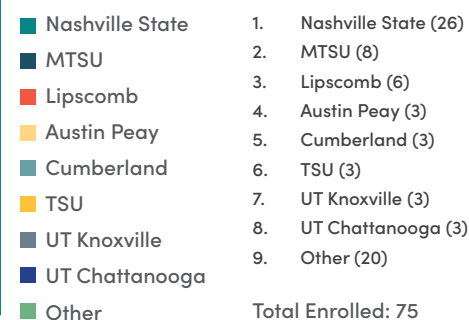 Nashville State
MTSU
Lipscomb
Austin Peay
Cumberland
TSU
UT Knoxville
UT Chattanooga
Other
1. Nashville State (26)
2. MTSU (8)
3. Lipscomb (6)
4. Austin Peay (3)
5. Cumberland (3)
6. TSU (3)
7. UT Knoxville (3)
8. UT Chattanooga (3)
9. Other (20)
Total Enrolled: 75